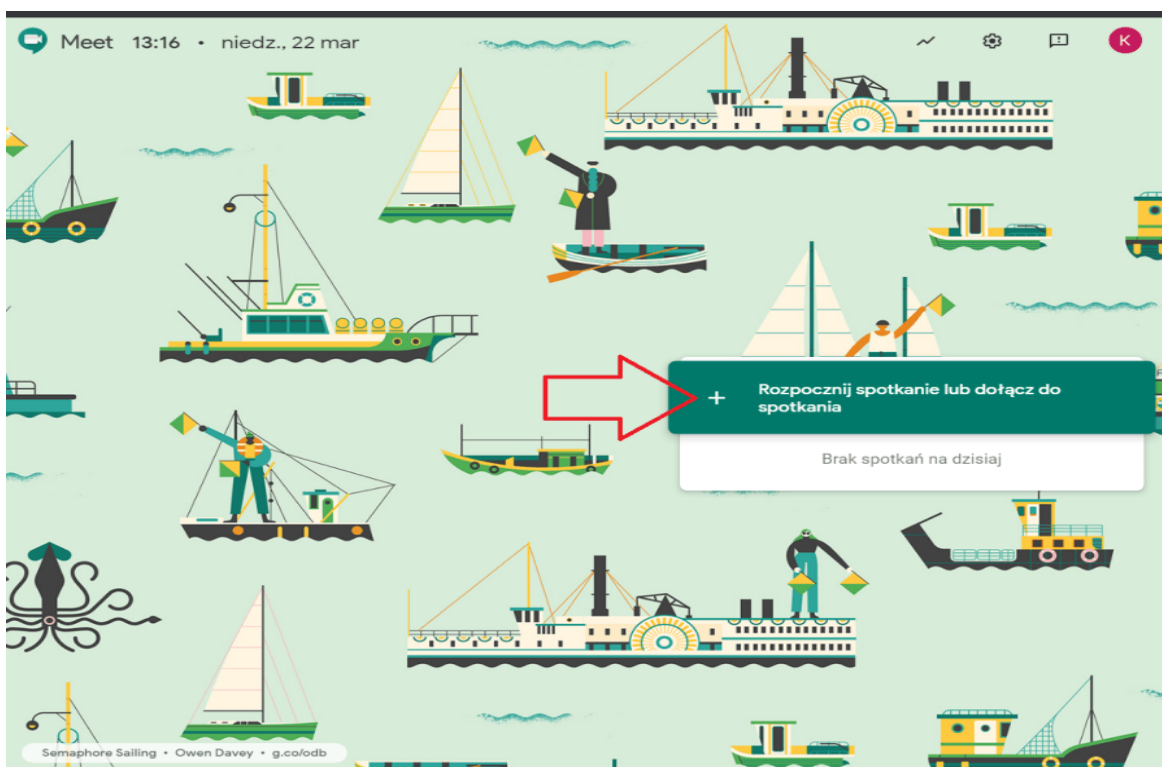 Meet 13:16 • niedz., 22 mar
K
Rozpocznij spotkanie lub dołącz do
spotkania
Brak spotkań na dzisiaj
Semaphore Sailing • Owen Davey • g.co/odb